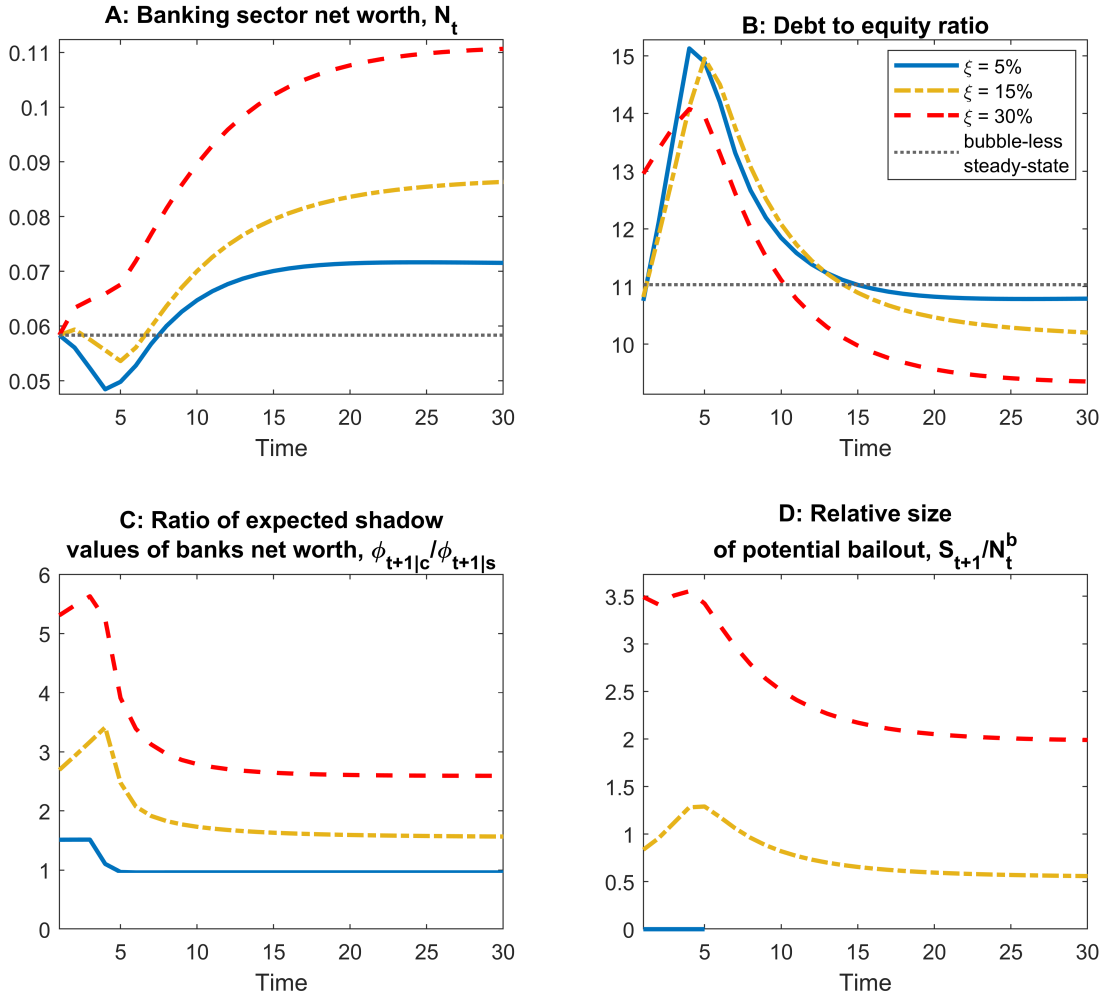 A: Banking sector net worth, N_t
0.11
0.1
0.09
0.08
0.07
0.06
0.05
5 10 15 20 25 30
Time
B: Debt to equity ratio
15
14
13
12
11
10
5 10 15 20 25 30
Time
ξ = 5%
ξ = 15%
ξ = 30%
bubble-less
steady-state
C: Ratio of expected shadow
values of banks net worth, ϕ_{t+1|c}/ϕ_{t+1|s}
6
5
4
3
2
1
0
5 10 15 20 25 30
Time
D: Relative size
of potential bailout, S_{t+1}/N_t^b
3.5
3
2.5
2
1.5
1
0.5
0
5 10 15 20 25 30
Time